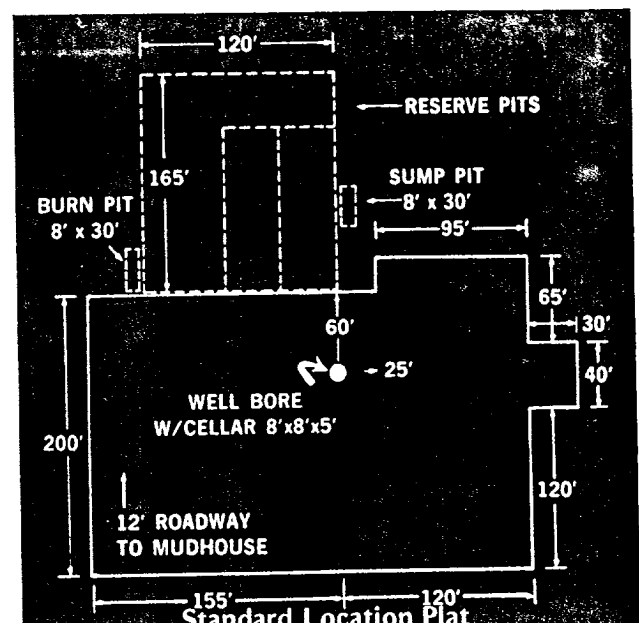 120'
RESERVE PITS
165'
SUMP PIT
8' x 30'
BURN PIT
8' x 30'
95'
65'
30'
60'
25'
40'
WELL BORE
W/CELLAR 8'x8'x5'
200'
120'
12' ROADWAY
TO MUDHOUSE
155'
120'
Standard Location Plat